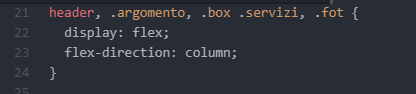 21 header, .argomento, .box .servizi, .fot {
22 display: flex;
23 flex-direction: column;
24 }